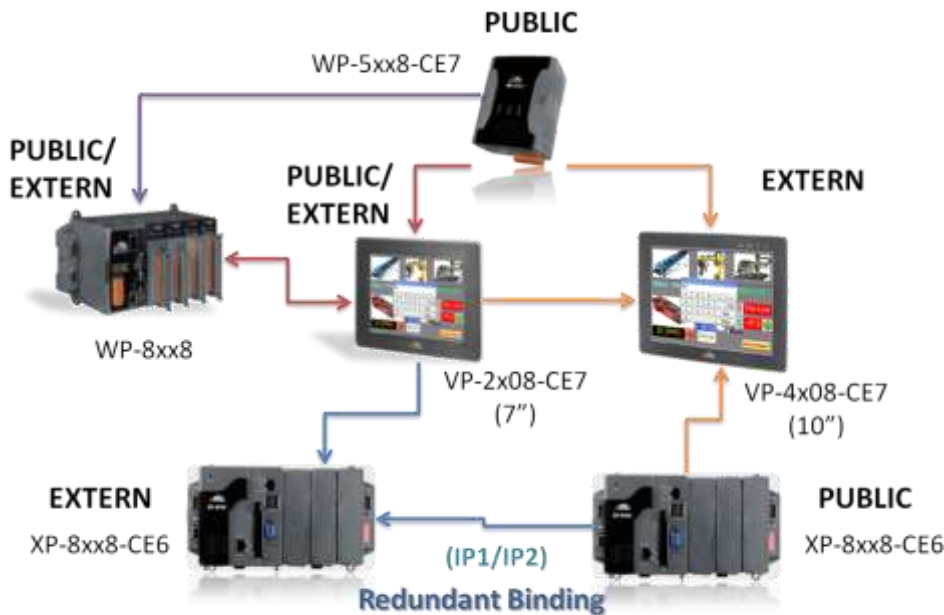 PUBLIC
WP-5xx8-CE7
PUBLIC/
EXTERN
PUBLIC/
EXTERN
EXTERN
WP-8xx8
VP-2x08-CE7
(7”)
VP-4x08-CE7
(10”)
EXTERN
XP-8xx8-CE6
PUBLIC
XP-8xx8-CE6
(IP1/IP2)
Redundant Binding